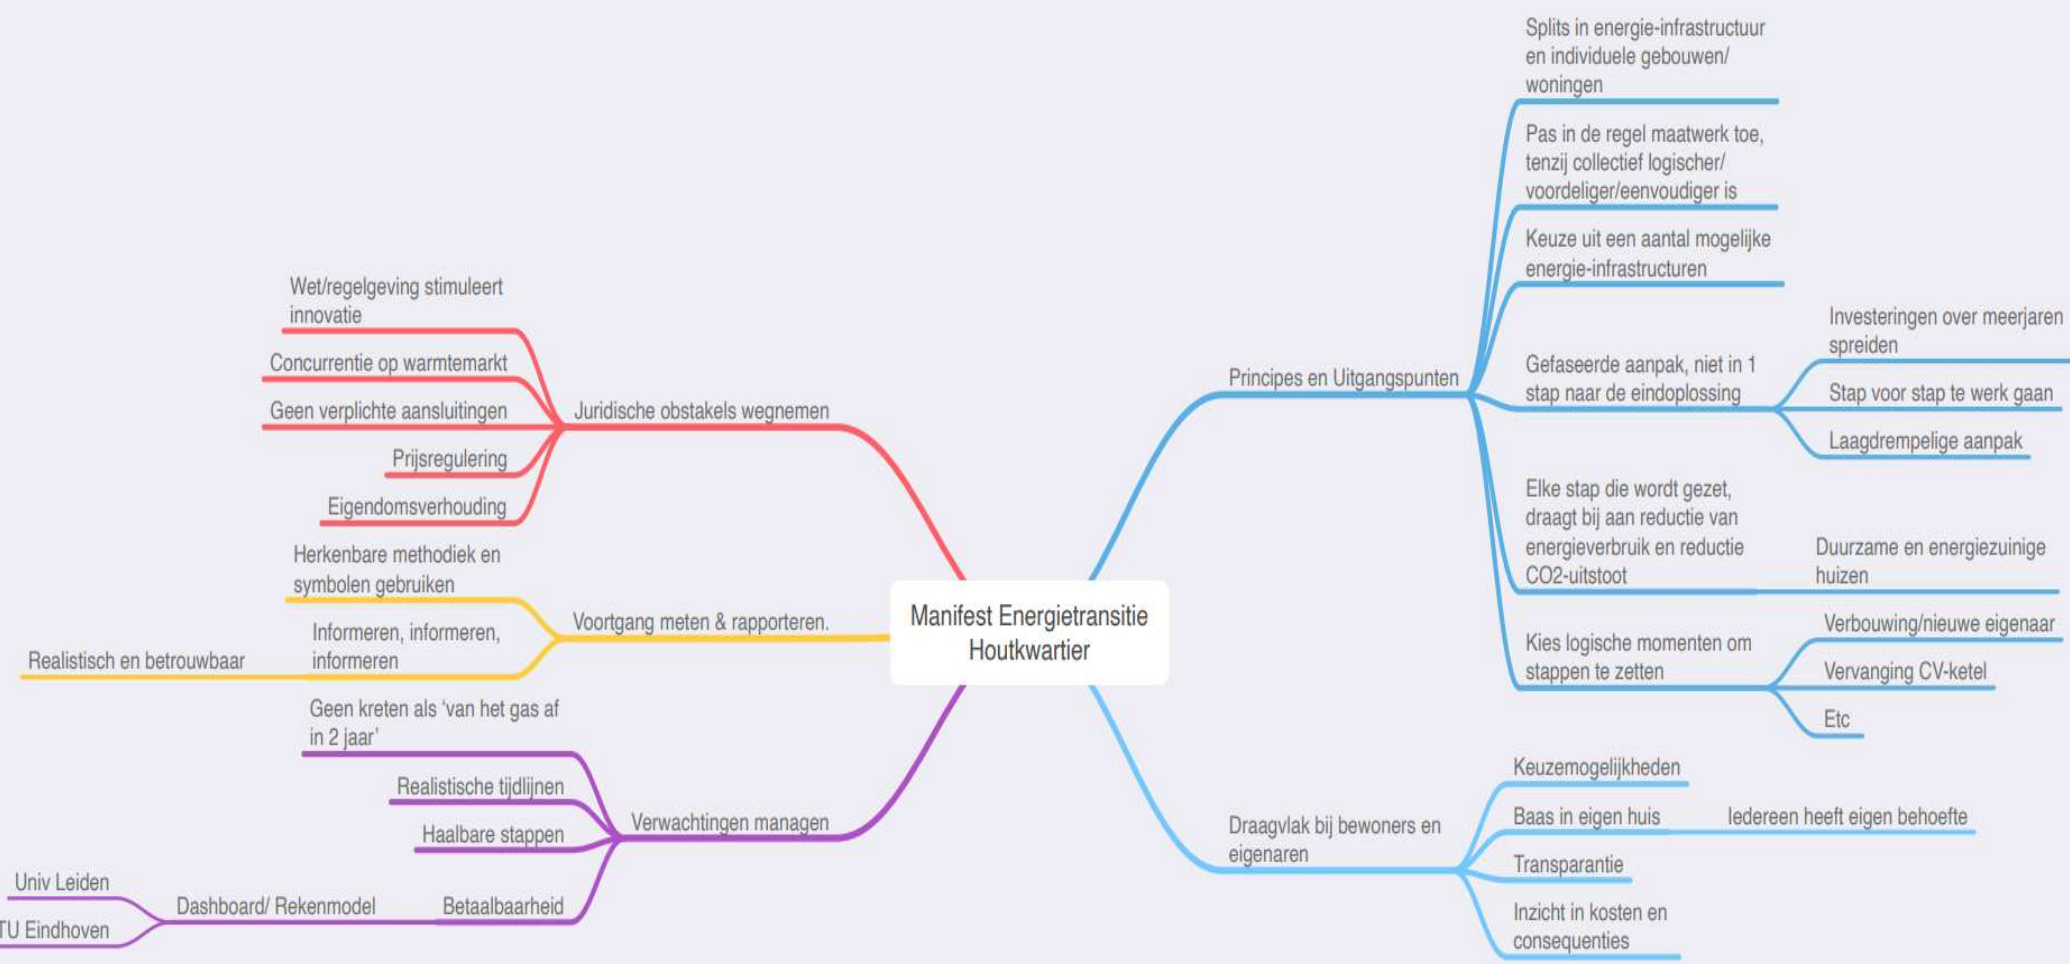 Manifest Energietransitie
Houtkwartier
Principes en Uitgangspunten
Splits in energie-infrastructuur
en individuele gebouwen/
woningen
Pas in de regel maatwerk toe,
tenzij collectief logischer/
voordeliger/eenvoudiger is
Keuze uit een aantal mogelijke
energie-infrastructuren
Gefaseerde aanpak, niet in 1
stap naar de eindoplossing
Investeringen over meerjaren
spreiden
Stap voor stap te werk gaan
Laagdrempelige aanpak
Elke stap die wordt gezet,
draagt bij aan reductie van
energieverbruik en reductie
CO2-uitstoot
Duurzame en energiezuinige
huizen
Kies logische momenten om
stappen te zetten
Verbouwing/nieuwe eigenaar
Vervanging CV-ketel
Etc
Draagvlak bij bewoners en
eigenaren
Keuzemogelijkheden
Baas in eigen huis
Iedereen heeft eigen behoefte
Transparantie
Inzicht in kosten en
consequenties
Juridische obstakels wegnemen
Wet/regelgeving stimuleert
innovatie
Concurrentie op warmtemarkt
Geen verplichte aansluitingen
Prijsregulering
Eigendomsverhouding
Voortgang meten & rapporteren.
Herkenbare methodiek en
symbolen gebruiken
Informeren, informeren,
informeren
Realistisch en betrouwbaar
Verwachtingen managen
Geen kreten als ‘van het gas af
in 2 jaar’
Realistische tijdlijnen
Haalbare stappen
Betaalbaarheid
Dashboard/ Rekenmodel
Univ Leiden
TU Eindhoven